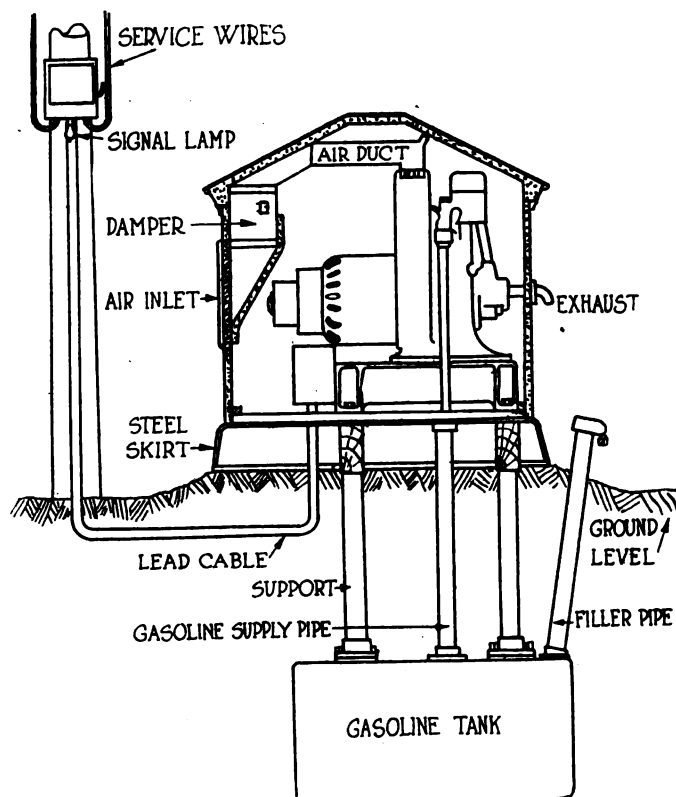 SERVICE WIRES
SIGNAL LAMP
AIR DUCT
DAMPER
AIR INLET
EXHAUST
STEEL
SKIRT
GROUND
LEVEL
LEAD CABLE
SUPPORT
GASOLINE SUPPLY PIPE
FILLER PIPE
GASOLINE TANK